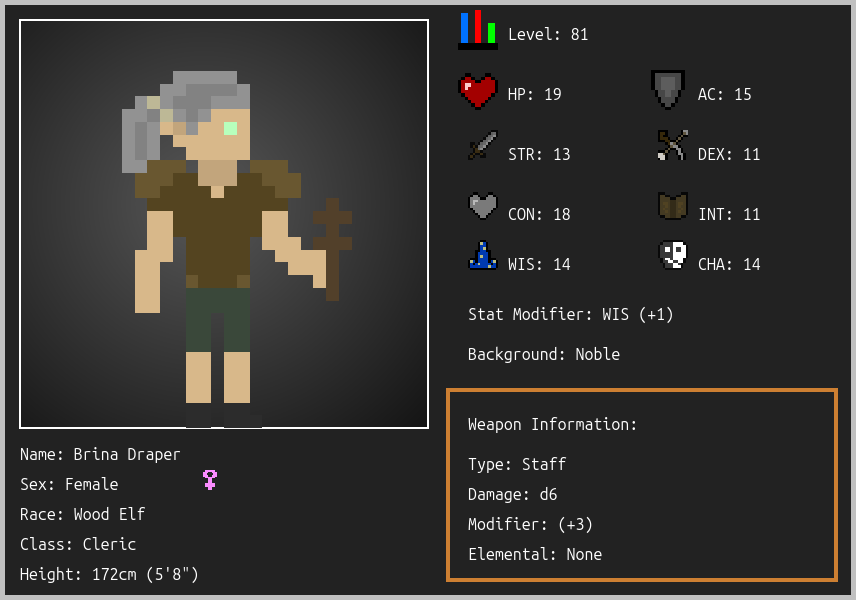 Level: 81
HP: 19
AC: 15
STR: 13
DEX: 11
CON: 18
INT: 11
WIS: 14
CHA: 14
Stat Modifier: WIS (+1)
Background: Noble
Weapon Information:
Type: Staff
Damage: d6
Modifier: (+3)
Elemental: None
Name: Brina Draper
Sex: Female
Race: Wood Elf
Class: Cleric
Height: 172cm (5'8")